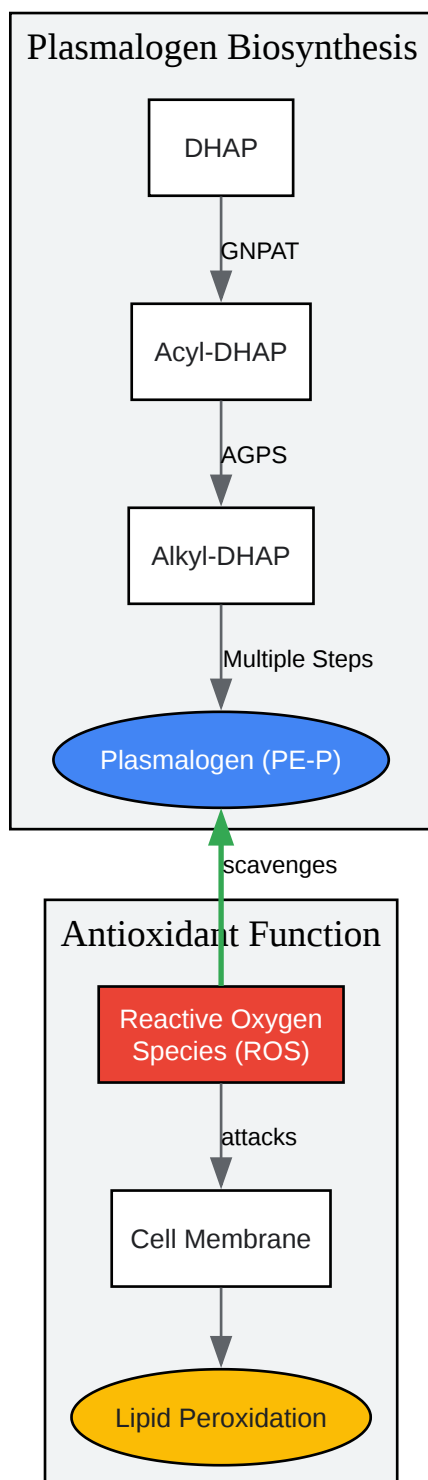 Plasmalogen Biosynthesis
DHAP
GNPAT
Acyl-DHAP
AGPS
Alkyl-DHAP
Multiple Steps
Plasmalogen (PE-P)
scavenges
Antioxidant Function
Reactive Oxygen
Species (ROS)
attacks
Cell Membrane
Lipid Peroxidation